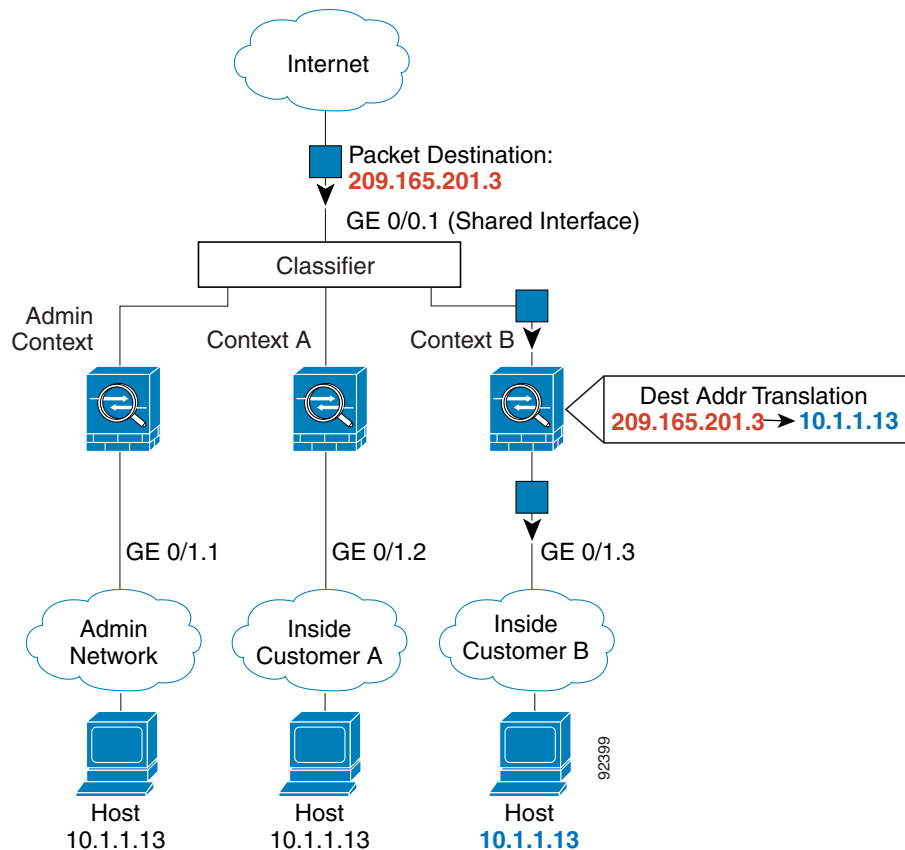 Internet
Packet Destination:
209.165.201.3
GE 0/0.1 (Shared Interface)
Classifier
Admin
Context
Context A
Context B
Dest Addr Translation
209.165.201.3
10.1.1.13
GE 0/1.1
GE 0/1.2
GE 0/1.3
Admin
Network
Inside
Customer A
Inside
Customer B
92399
Host
10.1.1.13
Host
10.1.1.13
Host
10.1.1.13